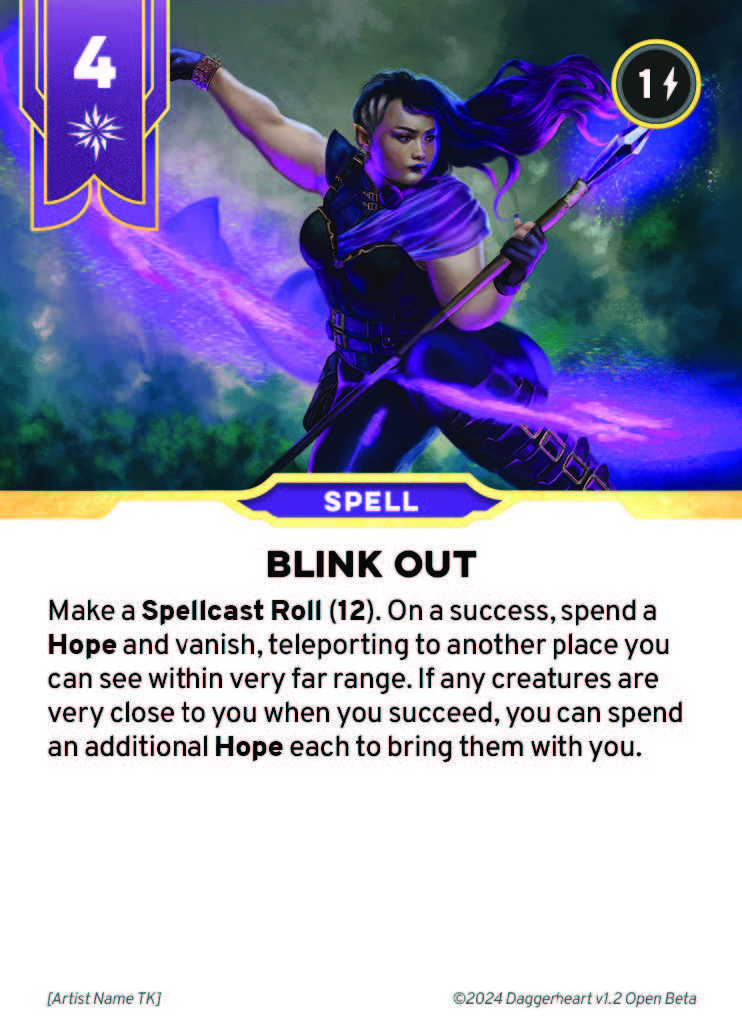 4
1
SPELL
BLINK OUT
Make a Spellcast Roll (12). On a success, spend a
Hope and vanish, teleporting to another place you
can see within very far range. If any creatures are
very close to you when you succeed, you can spend
an additional Hope each to bring them with you.
[Artist Name TK]
©2024 Daggerheart v1.2 Open Beta